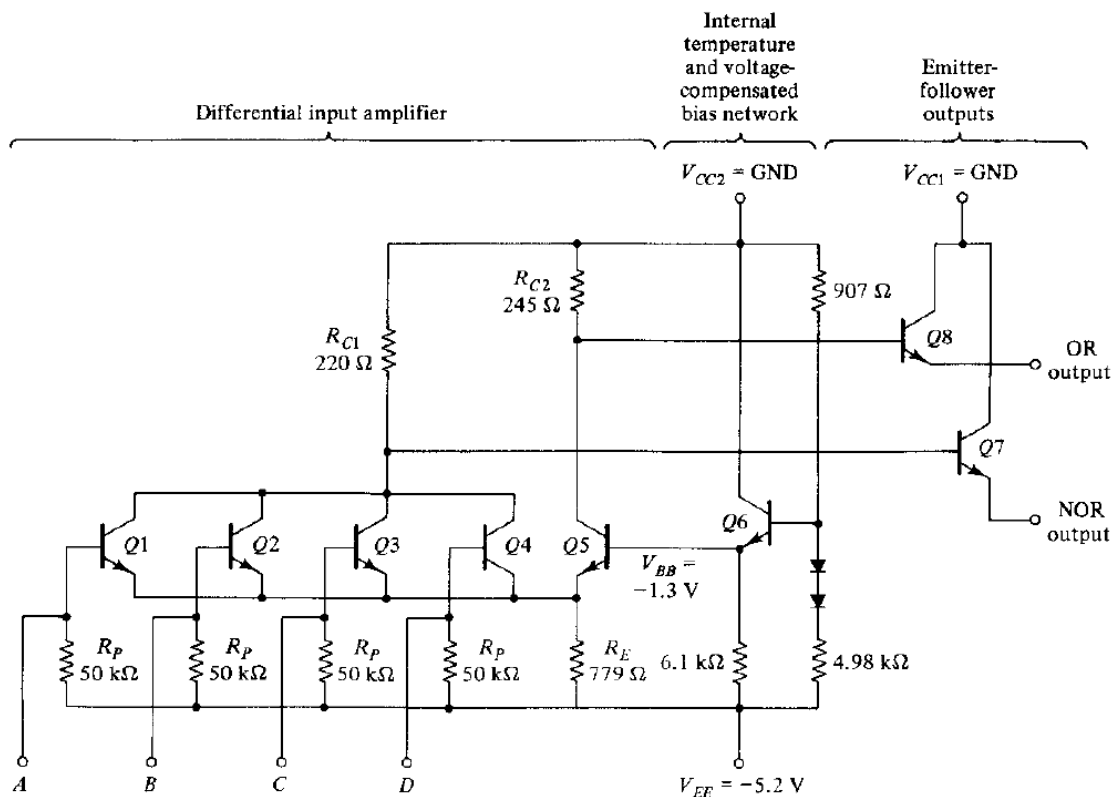 Internal
temperature
and voltage-
compensated
bias network
Emitter-
follower
outputs
Differential input amplifier
V_CC2 = GND
V_CC1 = GND
R_C2
245 Ω
907 Ω
R_C1
220 Ω
Q8
OR
output
Q7
NOR
output
Q1
Q2
Q3
Q4
Q5
Q6
V_BB =
−1.3 V
R_P
50 kΩ
R_P
50 kΩ
R_P
50 kΩ
R_P
50 kΩ
R_E
779 Ω
6.1 kΩ
4.98 kΩ
A
B
C
D
V_EE = −5.2 V